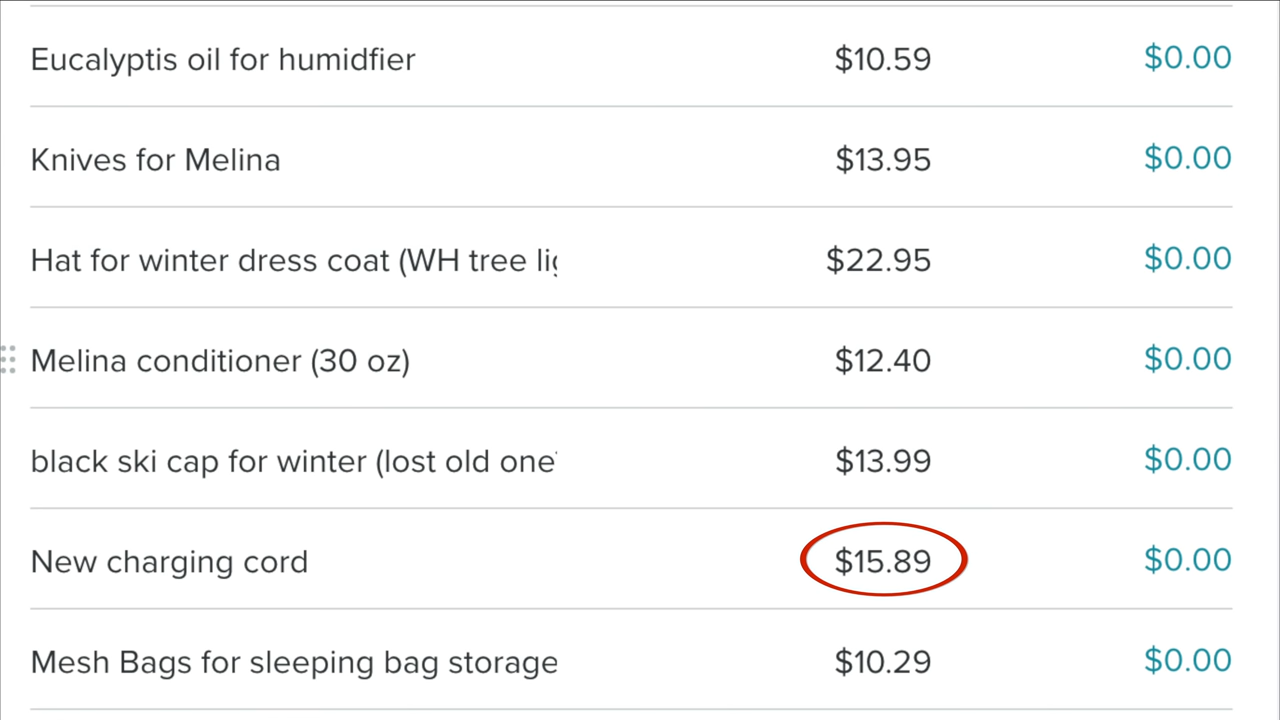 Eucalyptis oil for humidfier $10.59 $0.00
Knives for Melina $13.95 $0.00
Hat for winter dress coat (WH tree $22.95 $0.00
Melina conditioner (30 oz) $12.40 $0.00
black ski cap for winter (lost old one $13.99 $0.00
New charging cord $15.89 $0.00
Mesh Bags for sleeping bag storage $10.29 $0.00